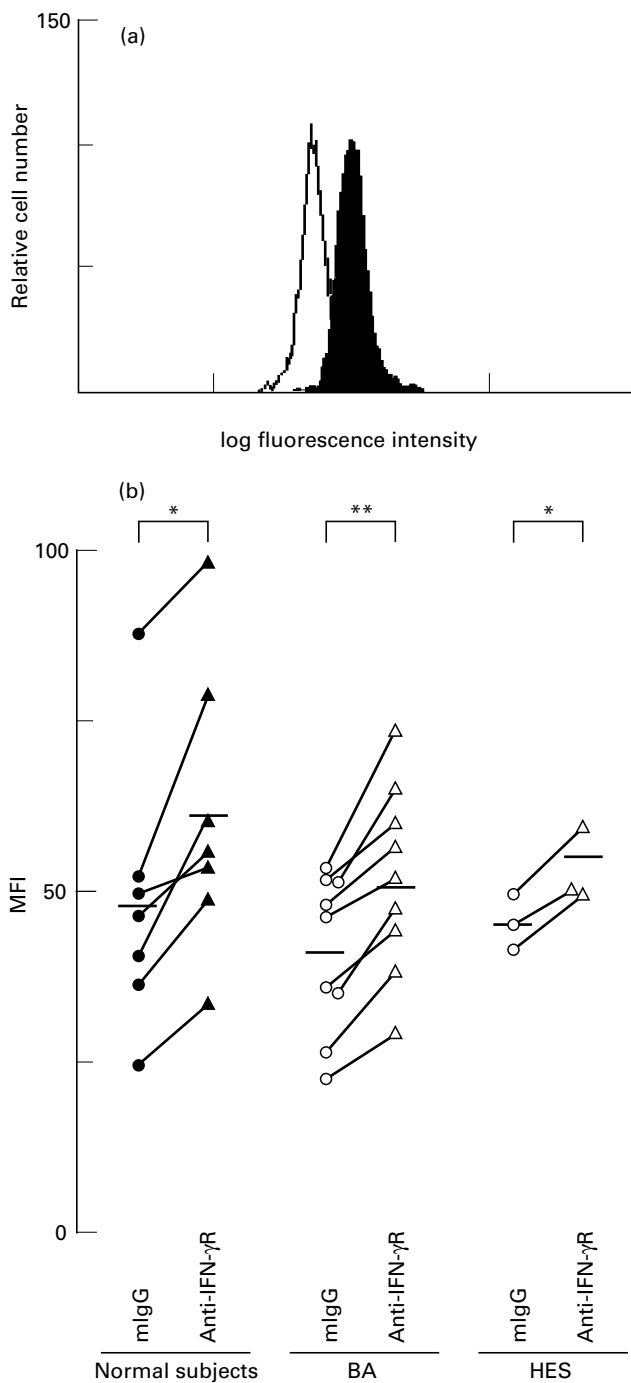 150
(a)
Relative cell number
log fluorescence intensity
(b)
* ** *
100
50
0
MFI
mIgG
Anti-IFN-γR
mIgG
Anti-IFN-γR
mIgG
Anti-IFN-γR
Normal subjects BA HES